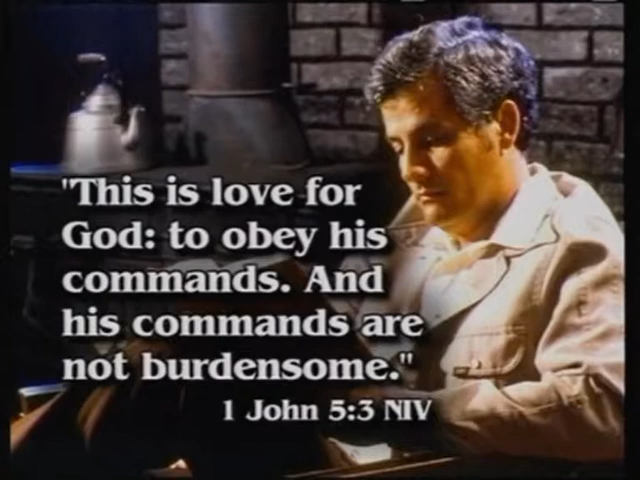 "This is love for
God: to obey his
commands. And
his commands are
not burdensome."
1 John 5:3 NIV